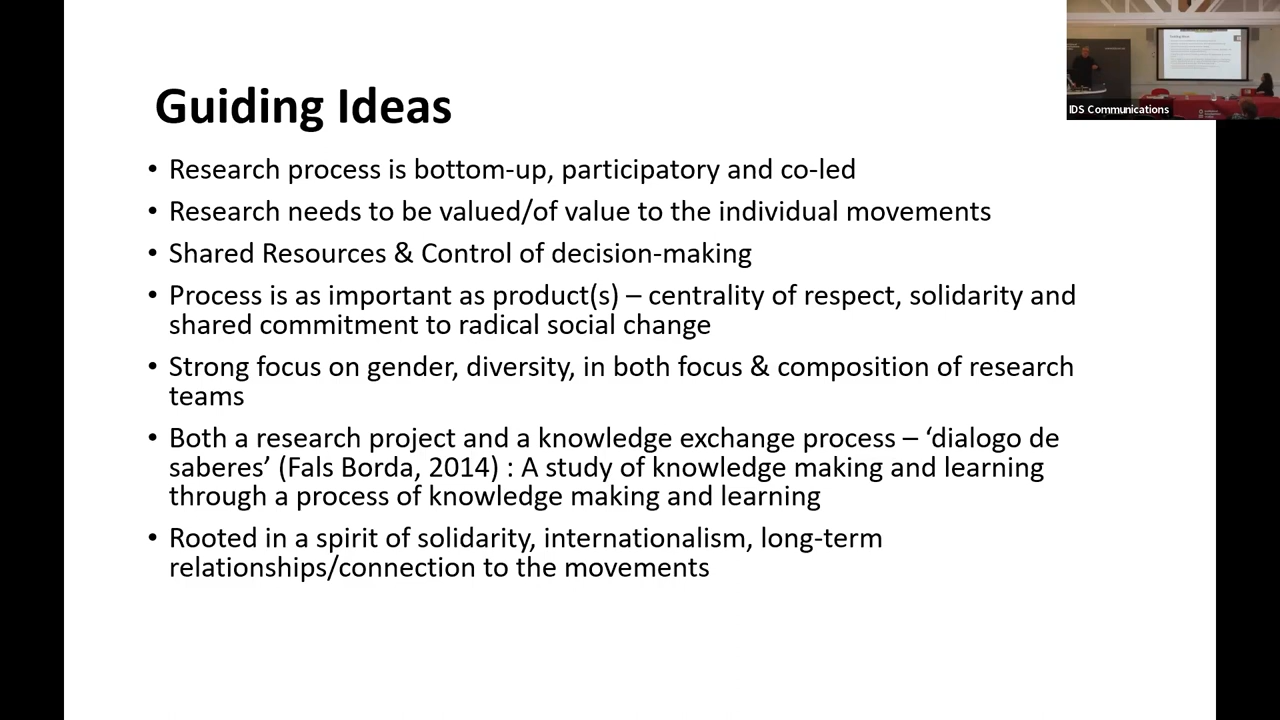 Guiding Ideas
• Research process is bottom-up, participatory and co-led
• Research needs to be valued/of value to the individual movements
• Shared Resources & Control of decision-making
• Process is as important as product(s) – centrality of respect, solidarity and
shared commitment to radical social change
• Strong focus on gender, diversity, in both focus & composition of research
teams
• Both a research project and a knowledge exchange process – ‘dialogo de
saberes’ (Fals Borda, 2014) : A study of knowledge making and learning
through a process of knowledge making and learning
• Rooted in a spirit of solidarity, internationalism, long-term
relationships/connection to the movements
IDS Communications